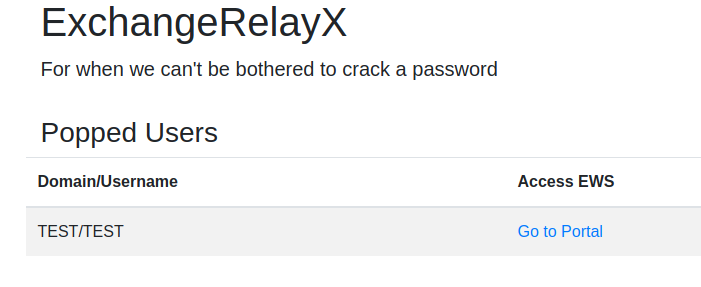 ExchangeRelayX
For when we can't be bothered to crack a password
Popped Users
Domain/Username Access EWS
TEST/TEST Go to Portal